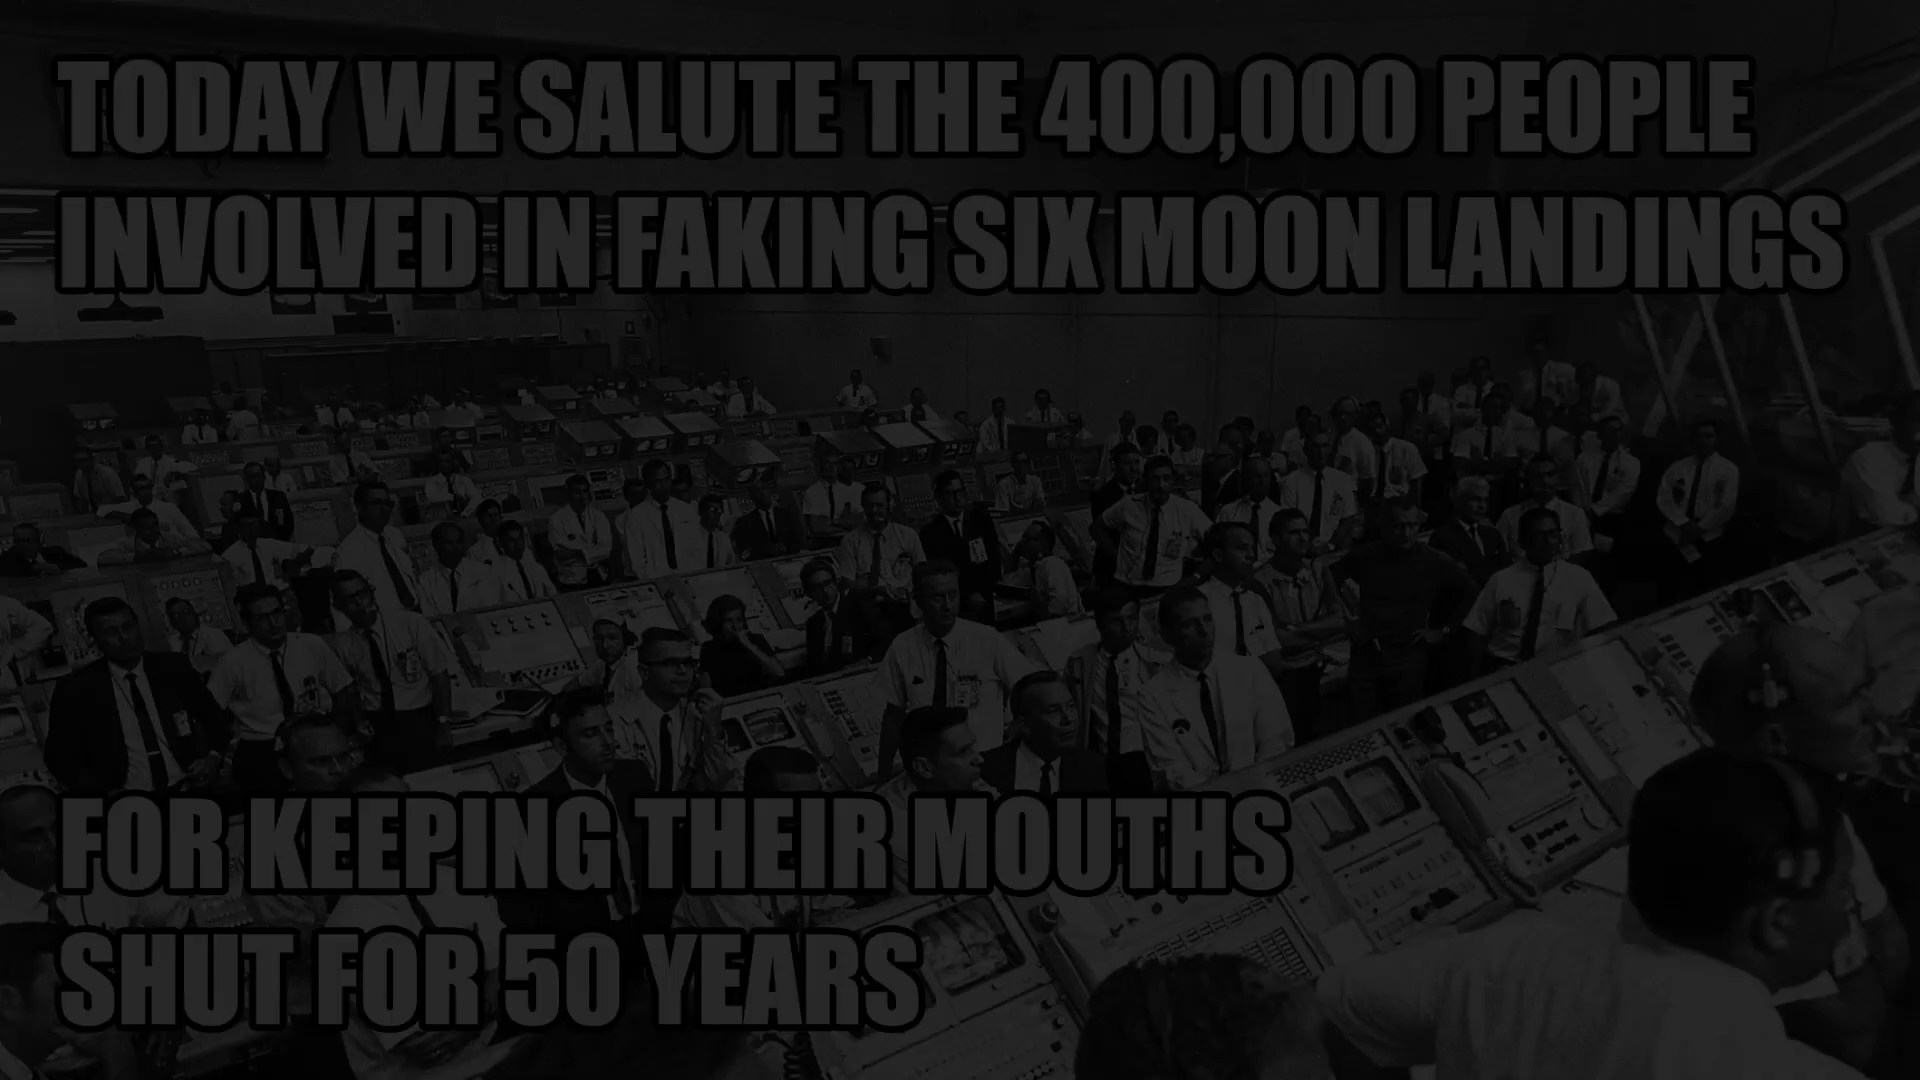 TODAY WE SALUTE THE 400,000 PEOPLE
INVOLVED IN FAKING SIX MOON LANDINGS
FOR KEEPING THEIR MOUTHS
SHUT FOR 50 YEARS